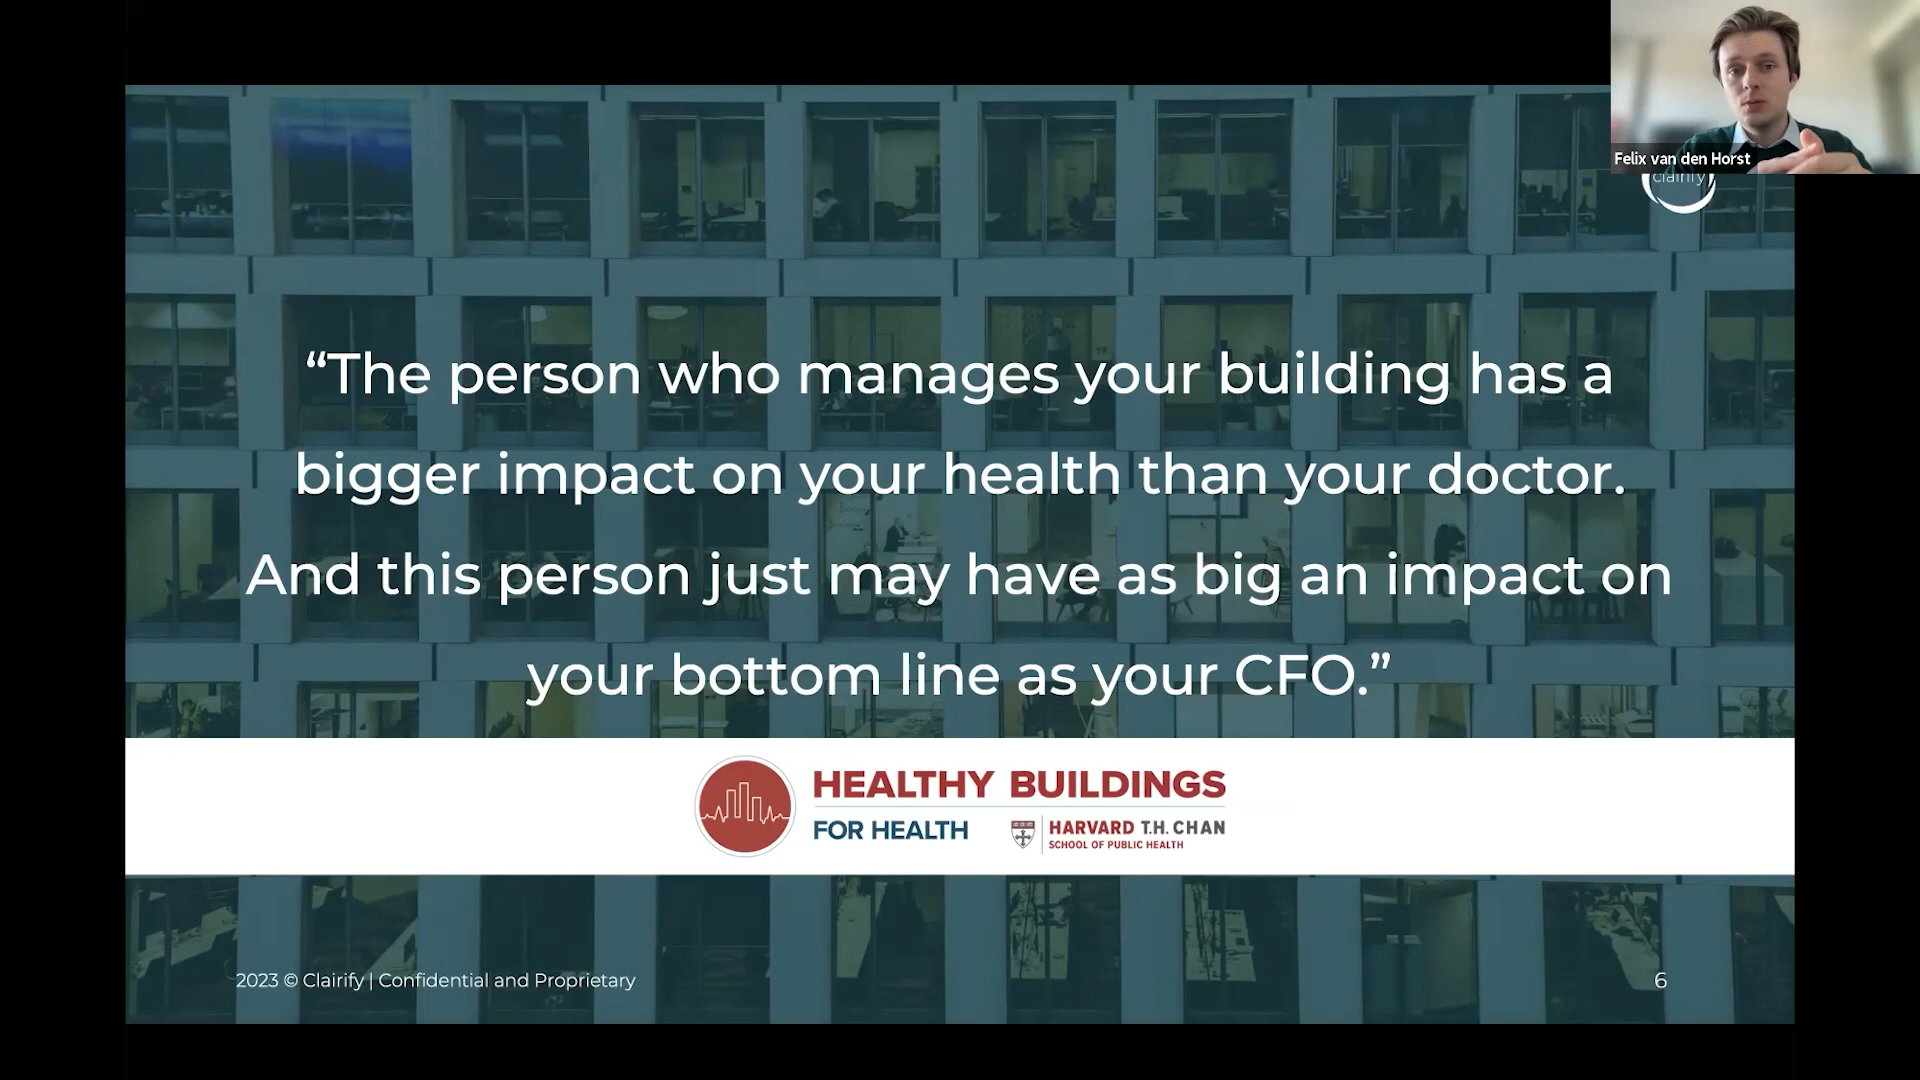 Felix van den Horst
clairify
“The person who manages your building has a
bigger impact on your health than your doctor.
And this person just may have as big an impact on
your bottom line as your CFO.”
HEALTHY BUILDINGS
FOR HEALTH
HARVARD T.H. CHAN
SCHOOL OF PUBLIC HEALTH
2023 © Clairify | Confidential and Proprietary
6